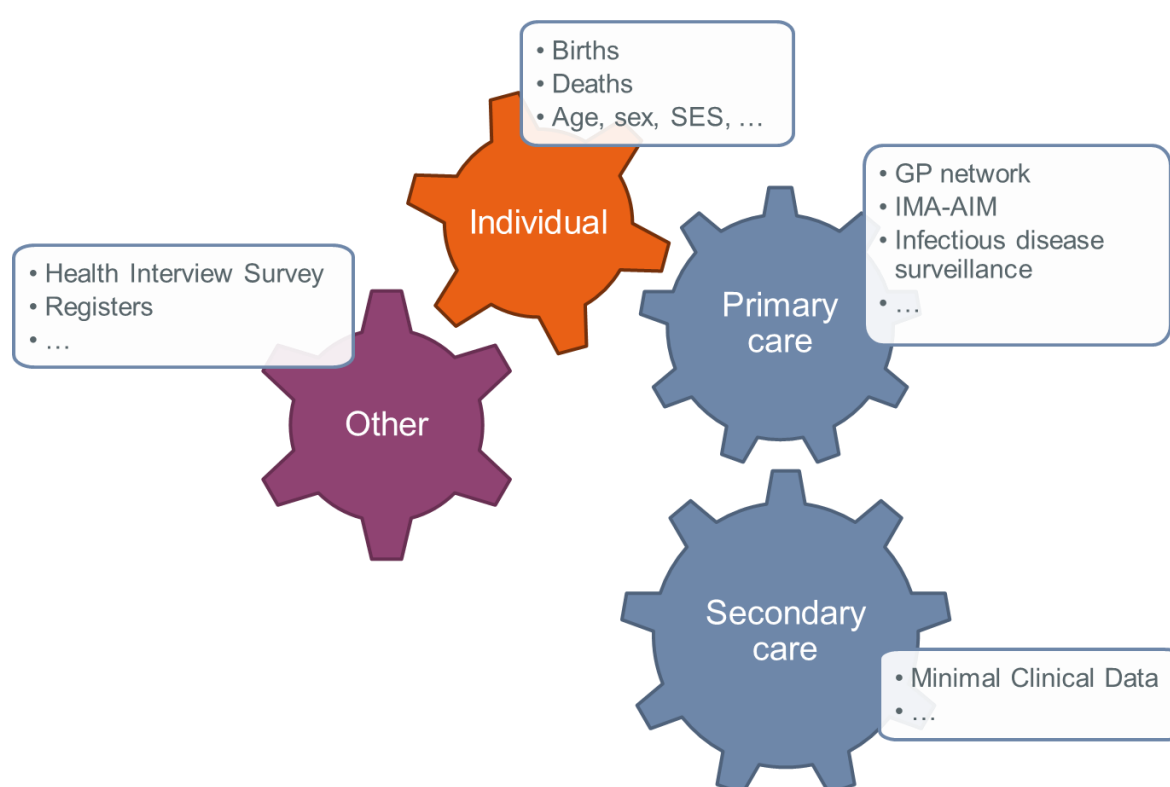 • Births
• Deaths
• Age, sex, SES, …
Individual
• GP network
• IMA-AIM
• Infectious disease
surveillance
• …
Primary
care
• Health Interview Survey
• Registers
• …
Other
Secondary
care
• Minimal Clinical Data
• …